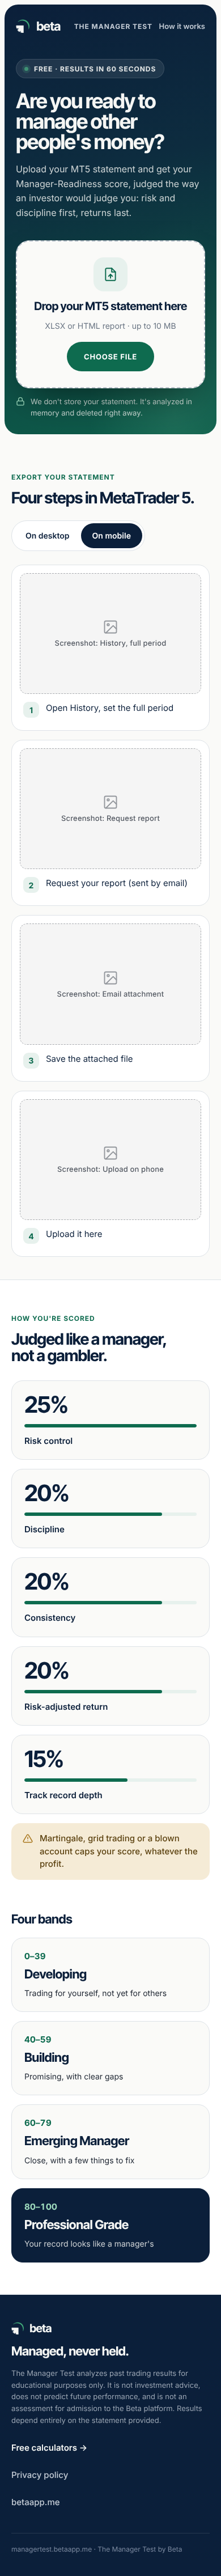 beta THE MANAGER TEST How it works
FREE · RESULTS IN 60 SECONDS
Are you ready to
manage other
people's money?
Upload your MT5 statement and get your
Manager-Readiness score, judged the way
an investor would judge you: risk and
discipline first, returns last.
Drop your MT5 statement here
XLSX or HTML report · up to 10 MB
CHOOSE FILE
We don't store your statement. It's analyzed in
memory and deleted right away.
EXPORT YOUR STATEMENT
Four steps in MetaTrader 5.
On desktop On mobile
Screenshot: History, full period
1 Open History, set the full period
Screenshot: Request report
2 Request your report (sent by email)
Screenshot: Email attachment
3 Save the attached file
Screenshot: Upload on phone
4 Upload it here
HOW YOU'RE SCORED
Judged like a manager,
not a gambler.
25%
Risk control
20%
Discipline
20%
Consistency
20%
Risk-adjusted return
15%
Track record depth
Martingale, grid trading or a blown
account caps your score, whatever the
profit.
Four bands
0–39
Developing
Trading for yourself, not yet for others
40–59
Building
Promising, with clear gaps
60–79
Emerging Manager
Close, with a few things to fix
80–100
Professional Grade
Your record looks like a manager's
beta
Managed, never held.
The Manager Test analyzes past trading results for
educational purposes only. It is not investment advice,
does not predict future performance, and is not an
assessment for admission to the Beta platform. Results
depend entirely on the statement provided.
Free calculators →
Privacy policy
betaapp.me
managertest.betaapp.me · The Manager Test by Beta